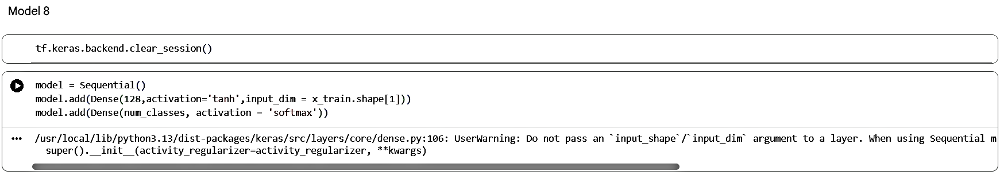 Model 8
tf.keras.backend.clear_session()
model = Sequential()
model.add(Dense(128,activation='tanh',input_dim = x_train.shape[1]))
model.add(Dense(num_classes, activation = 'softmax'))
/usr/local/lib/python3.13/dist-packages/keras/src/layers/core/dense.py:106: UserWarning: Do not pass an `input_shape`/`input_dim` argument to a layer. When using Sequential m
super().__init__(activity_regularizer=activity_regularizer, **kwargs)